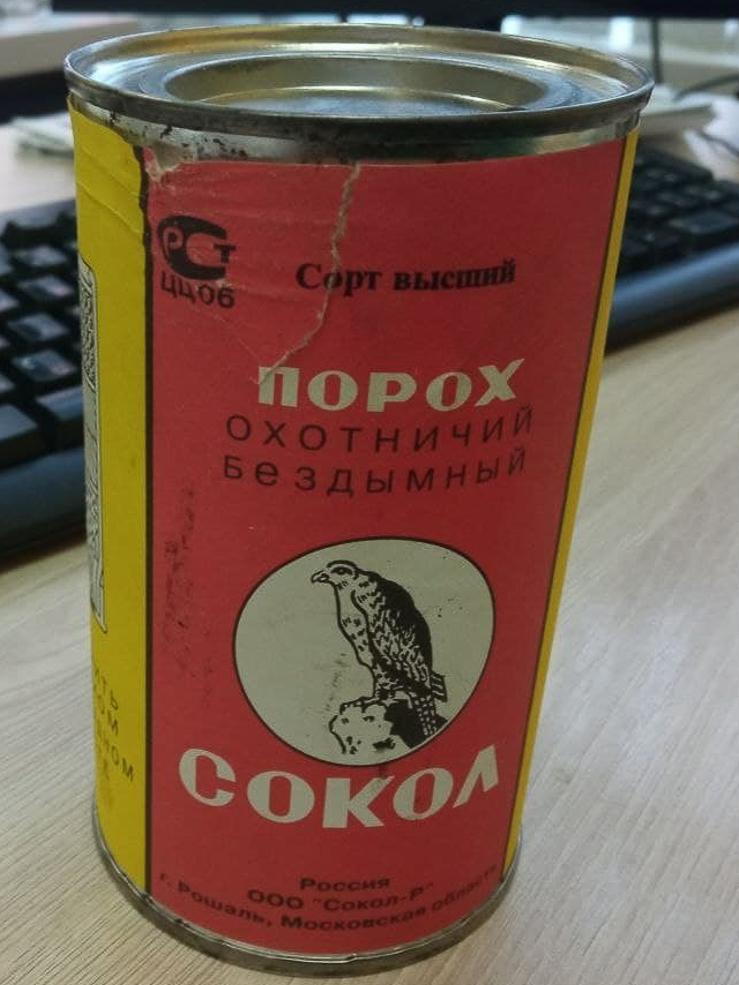 РСТ
ЦЦ06
Сорт высший
ПОРОХ
ОХОТНИЧИЙ
Бездымный
СОКОЛ
Россия
ООО "Сокол-Р"
г. Рошаль, Московская область